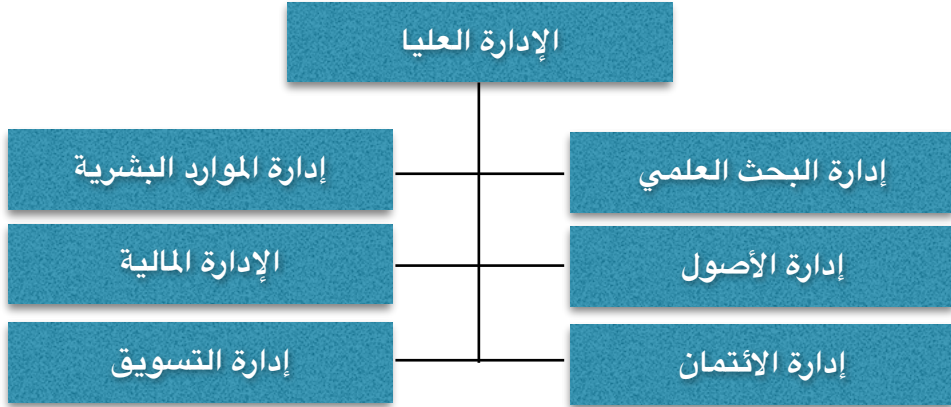 الإدارة العليا
إدارة البحث العلمي
إدارة الموارد البشرية
إدارة الأصول
الإدارة المالية
إدارة الائتمان
إدارة التسويق